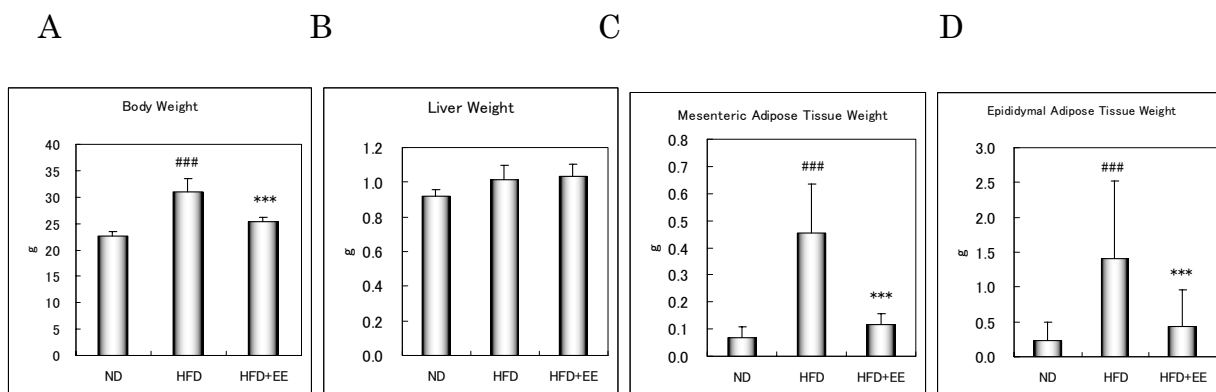 A B C D
Body Weight
40
35
30
25
20
15
10
5
0
g
###
***
ND HFD HFD+EE
Liver Weight
1.2
1.0
0.8
0.6
0.4
0.2
0.0
g
ND HFD HFD+EE
Mesenteric Adipose Tissue Weight
0.8
0.7
0.6
0.5
0.4
0.3
0.2
0.1
0.0
g
###
***
ND HFD HFD+EE
Epididymal Adipose Tissue Weight
3.0
2.5
2.0
1.5
1.0
0.5
0.0
g
###
***
ND HFD HFD+EE